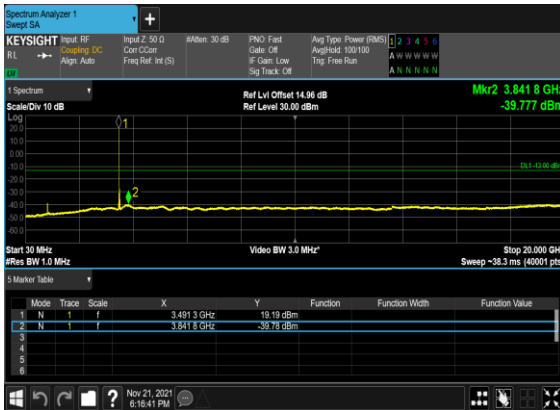 Spectrum Analyzer 1
Swept SA
KEYSIGHT Input: RF Input Z: 50 Ω #Atten: 30 dB PNO: Fast Avg Type: Power (RMS) 1 2 3 4 5 6
RL Coupling: DC Corr CCorr Gate: Off Avg|Hold: 100/100 A W W W W W
Align: Auto Freq Ref: Int (S) IF Gain: Low Trig: Free Run
Sig Track: Off A N N N N N
1 Spectrum Ref Lvl Offset 14.96 dB Mkr2 3.841 8 GHz
Scale/Div 10 dB Ref Level 30.00 dBm -39.777 dBm
Log
20.0
10.0
0.00
-10.0
-20.0
-30.0
-40.0
-50.0
-60.0
1
2
DL1 -13.00 dBm
Start 30 MHz Video BW 3.0 MHz* Stop 20.000 GHz
#Res BW 1.0 MHz Sweep ~38.3 ms (40001 pts)
5 Marker Table
Mode Trace Scale X Y Function Function Width Function Value
1 N 1 f 3.491 3 GHz 19.19 dBm
2 N 1 f 3.841 8 GHz -39.78 dBm
3
4
5
6
Nov 21, 2021
6:16:41 PM